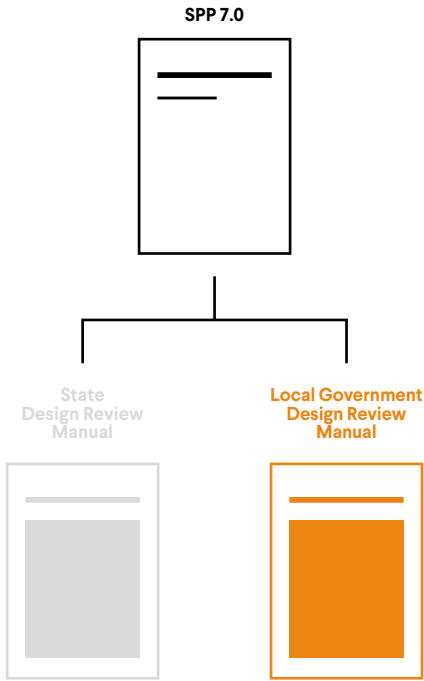 SPP 7.0
State
Design Review
Manual
Local Government
Design Review
Manual